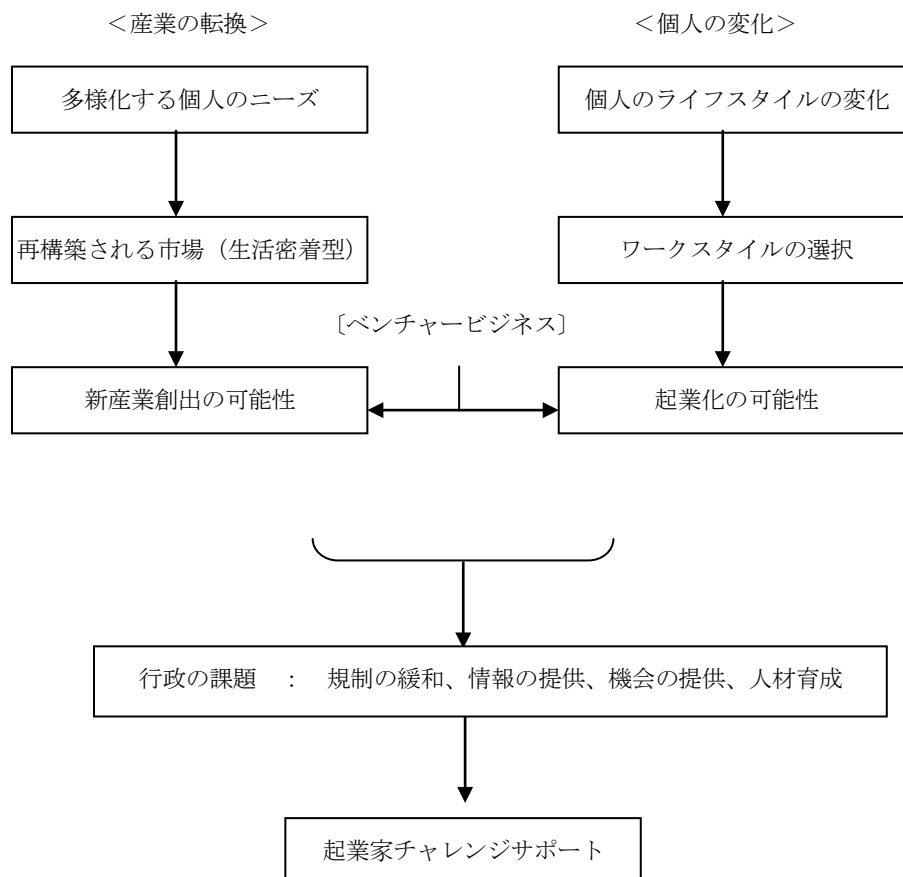 ＜産業の転換＞
＜個人の変化＞
多様化する個人のニーズ
個人のライフスタイルの変化
再構築される市場（生活密着型）
ワークスタイルの選択
〔ベンチャービジネス〕
新産業創出の可能性
起業化の可能性
行政の課題　：　規制の緩和、情報の提供、機会の提供、人材育成
起業家チャレンジサポート